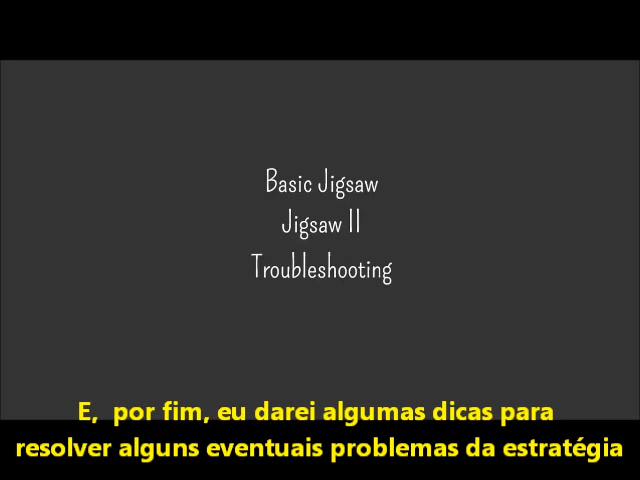 Basic Jigsaw
Jigsaw II
Troubleshooting
E,  por fim, eu darei algumas dicas para
resolver alguns eventuais problemas da estratégia